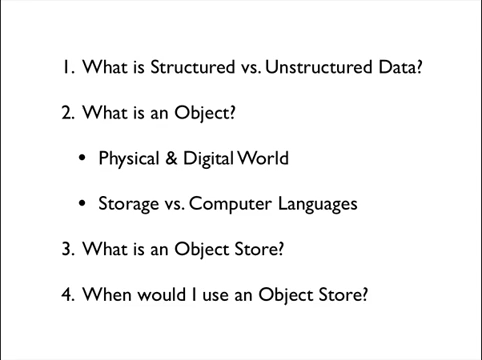 1. What is Structured vs. Unstructured Data?
2. What is an Object?
• Physical & Digital World
• Storage vs. Computer Languages
3. What is an Object Store?
4. When would I use an Object Store?